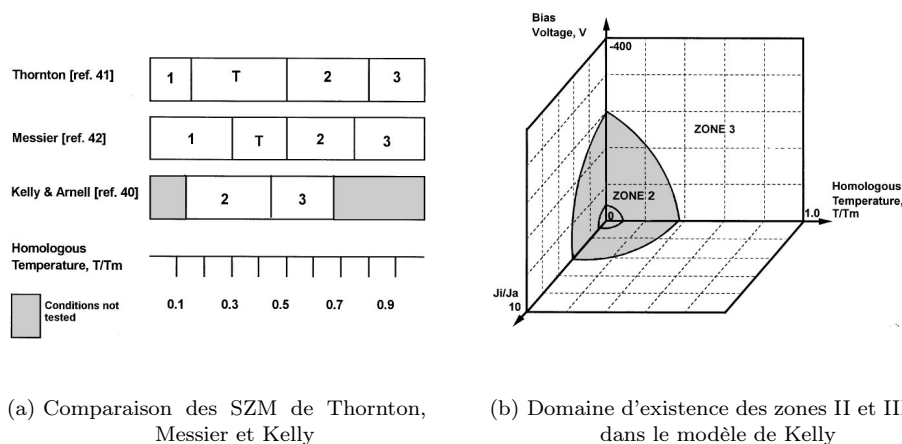 Thornton [ref. 41]
1 T 2 3
Messier [ref. 42]
1 T 2 3
Kelly & Arnell [ref. 40]
2 3
Homologous
Temperature, T/Tm
0.1 0.3 0.5 0.7 0.9
Conditions not
tested
(a) Comparaison des SZM de Thornton,
Messier et Kelly
Bias
Voltage, V
-400
ZONE 3
ZONE 2
0
Homologous
Temperature,
T/Tm
1.0
Ji/Ja
10
(b) Domaine d'existence des zones II et III
dans le modèle de Kelly